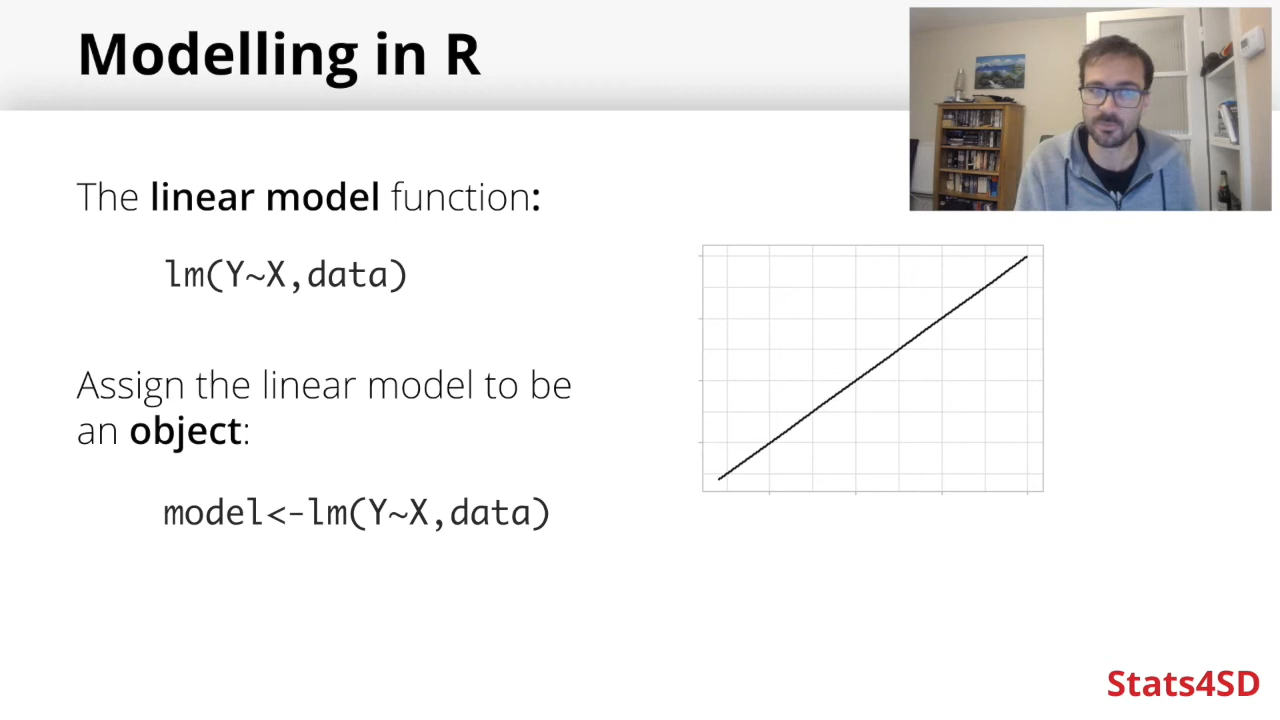 Modelling in R
The linear model function:
lm(Y~X,data)
Assign the linear model to be
an object:
model<-lm(Y~X,data)
Stats4SD